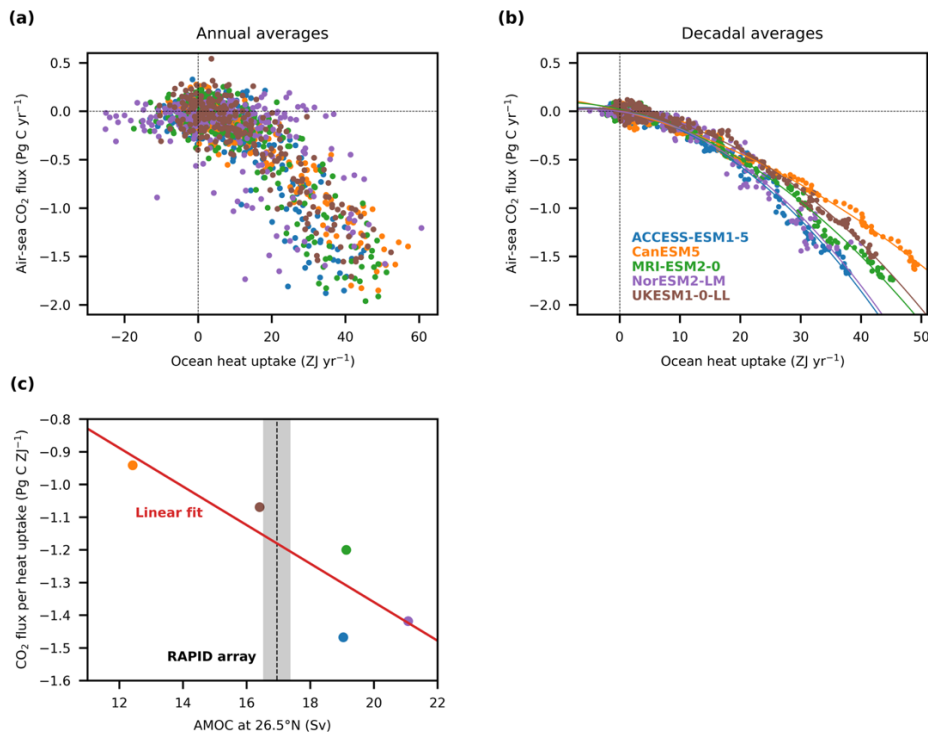 (a)
Annual averages
0.5
0.0
−0.5
−1.0
−1.5
−2.0
Air-sea CO₂ flux (Pg C yr⁻¹)
−20 0 20 40 60
Ocean heat uptake (ZJ yr⁻¹)
(b)
Decadal averages
0.5
0.0
−0.5
−1.0
−1.5
−2.0
Air-sea CO₂ flux (Pg C yr⁻¹)
ACCESS-ESM1-5
CanESM5
MRI-ESM2-0
NorESM2-LM
UKESM1-0-LL
0 10 20 30 40 50
Ocean heat uptake (ZJ yr⁻¹)
(c)
−0.8
−0.9
−1.0
−1.1
−1.2
−1.3
−1.4
−1.5
−1.6
CO₂ flux per heat uptake (Pg C ZJ⁻¹)
Linear fit
RAPID array
12 14 16 18 20 22
AMOC at 26.5°N (Sv)